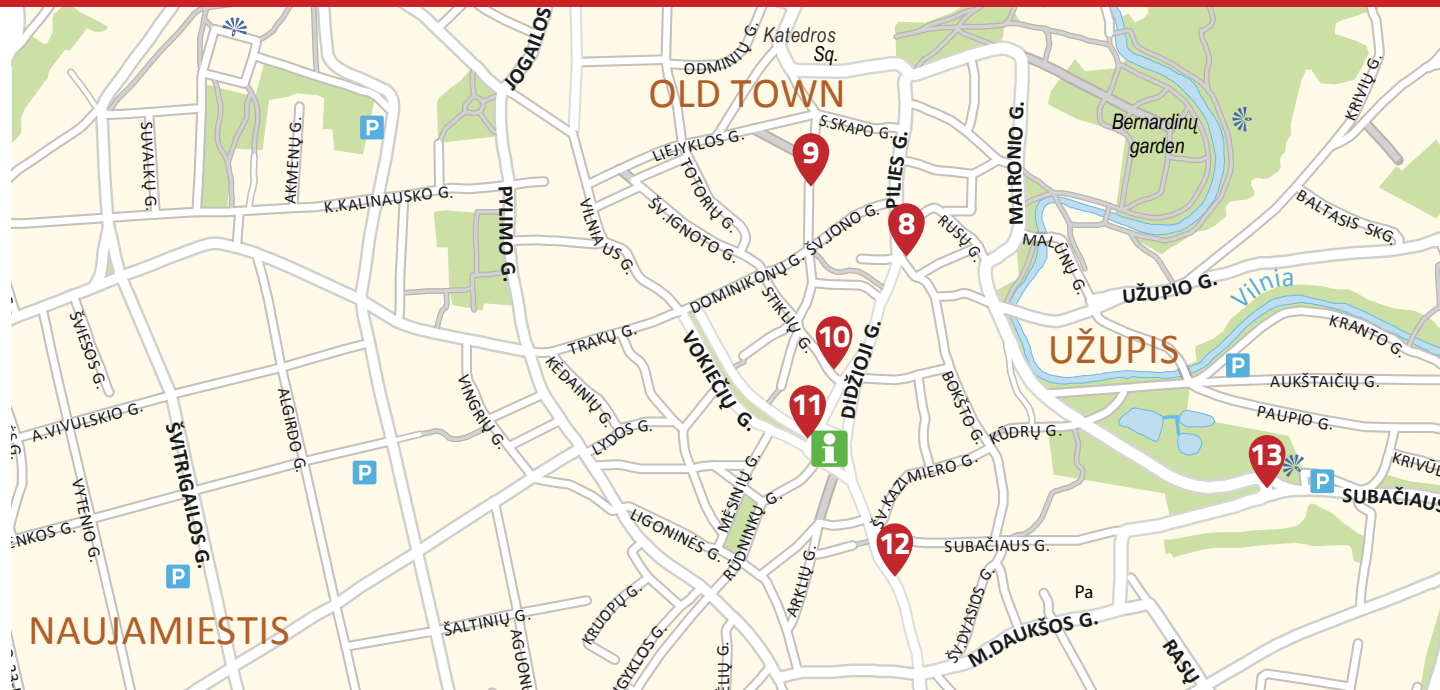 JOGAILOS
Katedros
Sq.
ODMINIŲ G.
OLD TOWN
P
SUVALKŲ G.
AKMENŲ G.
K.KALINAUSKO G.
PYLIMO G.
LIEJYKLOS G.
S.SKAPO G.
9
TOTORIŲ G.
ŠV.IGNOTO G.
VILNIAUS G.
PILIES G.
8
RUSŲ G.
MAIRONIO G.
Bernardinų
garden
KRIVIŲ G.
BALTASIS SKG.
MALŪNŲ G.
UŽUPIO G.
Vilnia
UŽUPIS
KRANTO G.
DOMINIKONŲ G.
ŠV.JONO G.
STIKLIŲ G.
TRAKŲ G.
10
DIDŽIOJI G.
VOKIEČIŲ G.
11
i
ŠVIESOS G.
A.VIVULSKIO G.
ALGIRDO G.
ŠVITRIGAILOS G.
VINGRIŲ G.
KĖDAINIŲ G.
LYDOS G.
BOKŠTO G.
KŪDRŲ G.
P
AUKŠTAIČIŲ G.
PAUPIO G.
13
P
SUBAČIAUS
P
VYTENIO G.
P
MĖSINIŲ G.
RŪDNINKŲ G.
LIGONINĖS G.
ŠV.KAZIMIERO G.
12
SUBAČIAUS G.
ARKLIŲ G.
ŠV.DVASIOS G.
Pa
M.DAUKŠOS G.
RASŲ
NAUJAMIESTIS
ŠALTINIŲ G.
KRUOPŲ G.